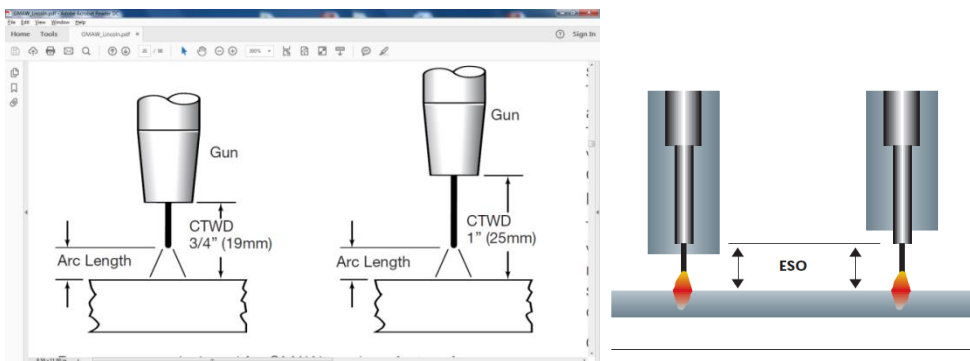 GMAW_Lincoln.pdf - Adobe Acrobat Reader DC
File Edit View Window Help
Home Tools GMAW_Lincoln.pdf × Sign In
/ 96 300%
Gun
CTWD
3/4" (19mm)
Arc Length
Gun
CTWD
1" (25mm)
Arc Length
ESO